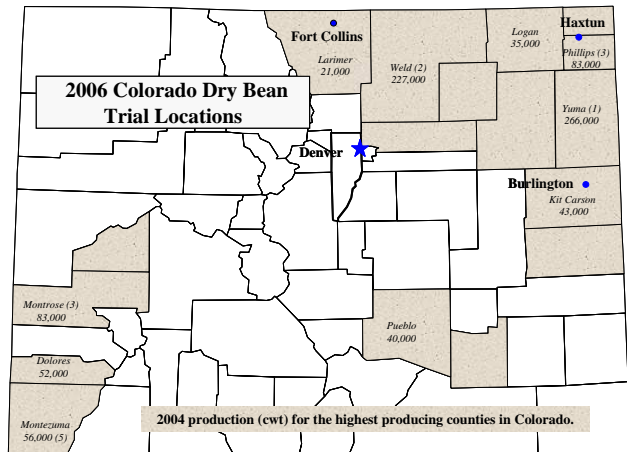 Haxtun
Fort Collins
Logan
35,000
Larimer
21,000
Weld (2)
227,000
Phillips (3)
83,000
2006 Colorado Dry Bean
Trial Locations
Yuma (1)
266,000
Denver
Burlington
Kit Carson
43,000
Montrose (3)
83,000
Pueblo
40,000
Dolores
52,000
2004 production (cwt) for the highest producing counties in Colorado.
Montezuma
56,000 (5)